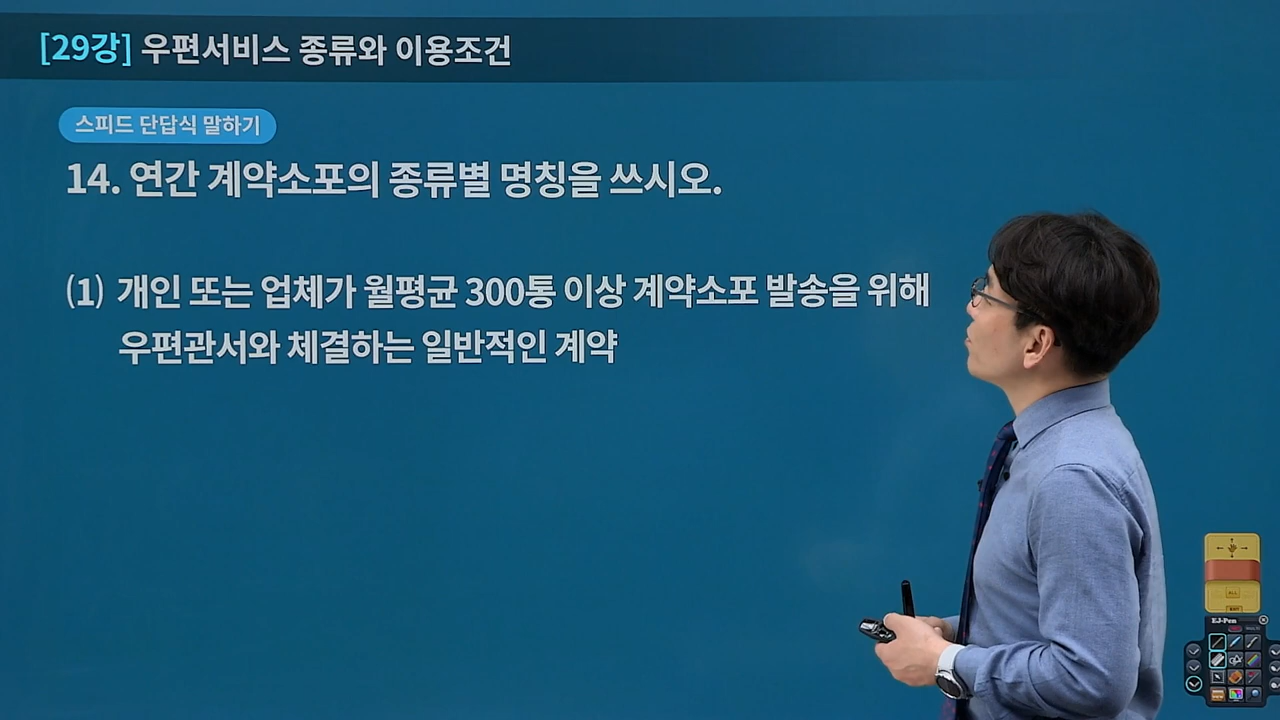 [29강] 우편서비스 종류와 이용조건
스피드 단답식 말하기
14. 연간 계약소포의 종류별 명칭을 쓰시오.
(1) 개인 또는 업체가 월평균 300통 이상 계약소포 발송을 위해
우편관서와 체결하는 일반적인 계약
ALL
EXIT
EJ-Pen